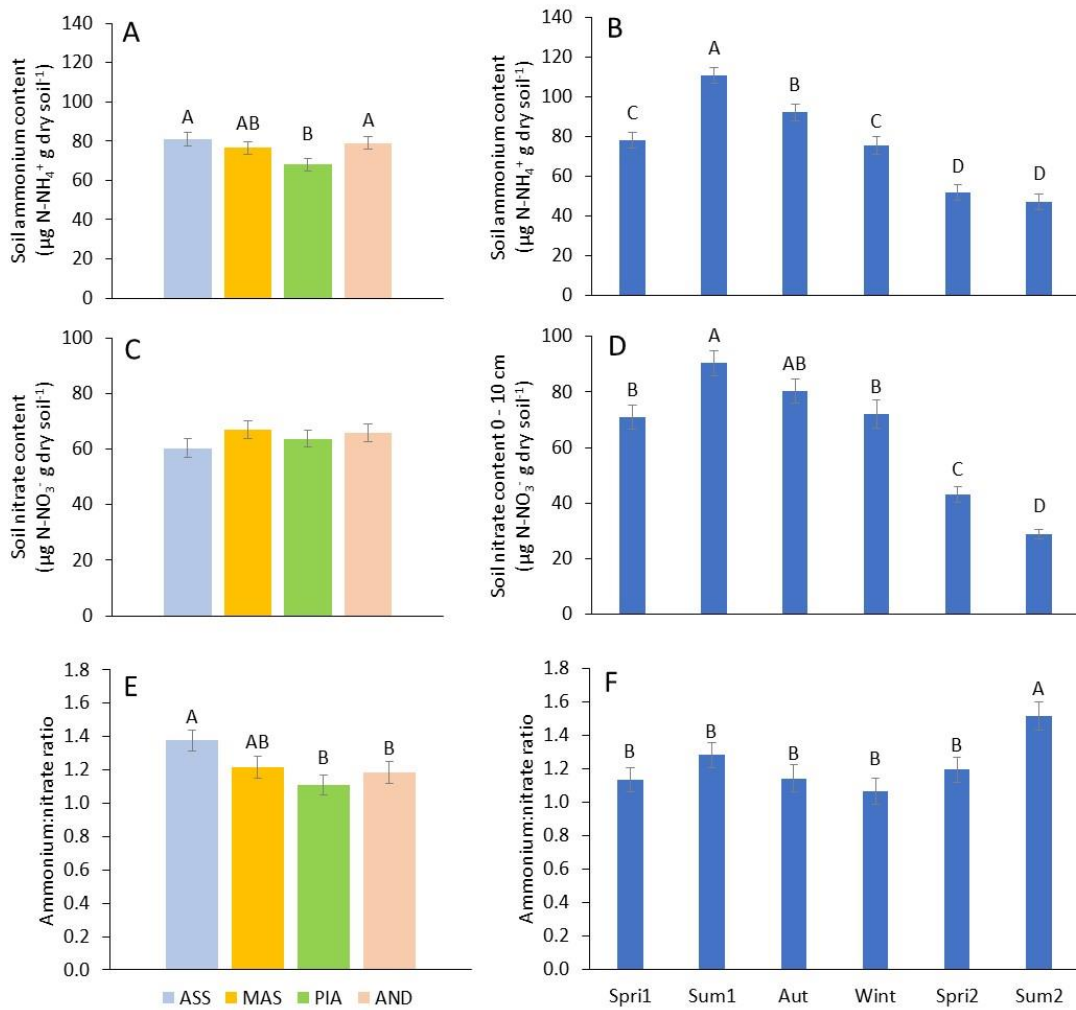 A
Soil ammonium content
(µg N-NH₄⁺ g dry soil⁻¹)
140
120
100
80
60
40
20
0
A AB B A
B
Soil ammonium content
(µg N-NH₄⁺ g dry soil⁻¹)
140
120
100
80
60
40
20
0
C A B C D D
C
Soil nitrate content
(µg N-NO₃⁻ g dry soil⁻¹)
100
80
60
40
20
0
D
Soil nitrate content 0 - 10 cm
(µg N-NO₃⁻ g dry soil⁻¹)
100
80
60
40
20
0
B A AB B C D
E
Ammonium:nitrate ratio
1.8
1.6
1.4
1.2
1.0
0.8
0.6
0.4
0.2
0.0
A AB B B
ASS MAS PIA AND
F
Ammonium:nitrate ratio
1.8
1.6
1.4
1.2
1.0
0.8
0.6
0.4
0.2
0.0
B B B B B A
Spri1 Sum1 Aut Wint Spri2 Sum2